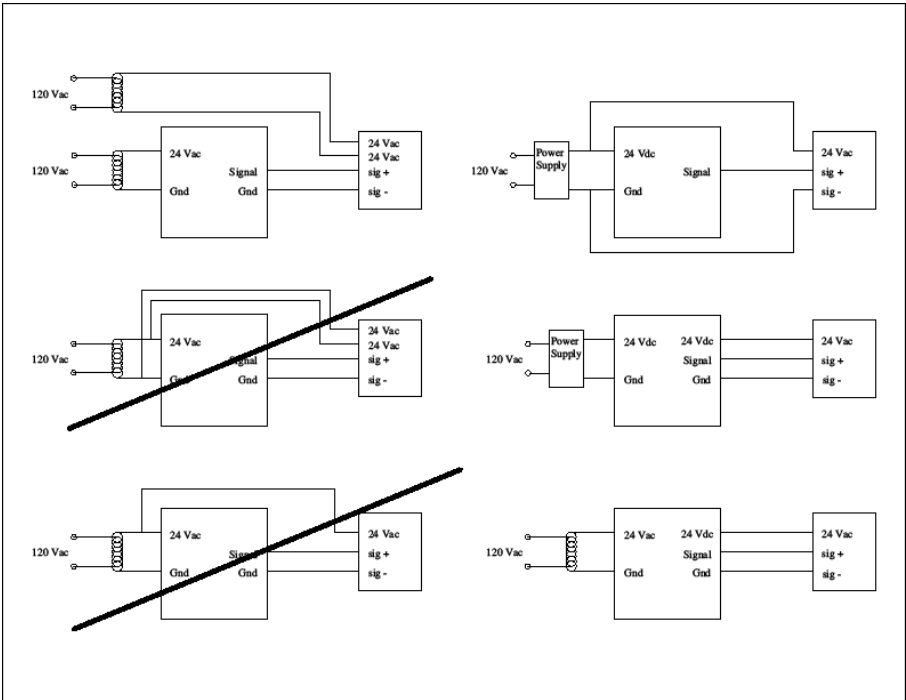 120 Vac
24 Vac
24 Vac
sig +
sig -
120 Vac
24 Vac
Signal
Gnd
Gnd
120 Vac
Power
Supply
24 Vdc
Signal
Gnd
24 Vac
sig +
sig -
120 Vac
24 Vac
Signal
Gnd
Gnd
24 Vac
24 Vac
sig +
sig -
120 Vac
Power
Supply
24 Vdc
24 Vdc
Signal
Gnd
Gnd
24 Vac
sig +
sig -
120 Vac
24 Vac
Signal
Gnd
Gnd
24 Vac
sig +
sig -
120 Vac
24 Vac
24 Vdc
Signal
Gnd
Gnd
24 Vac
sig +
sig -